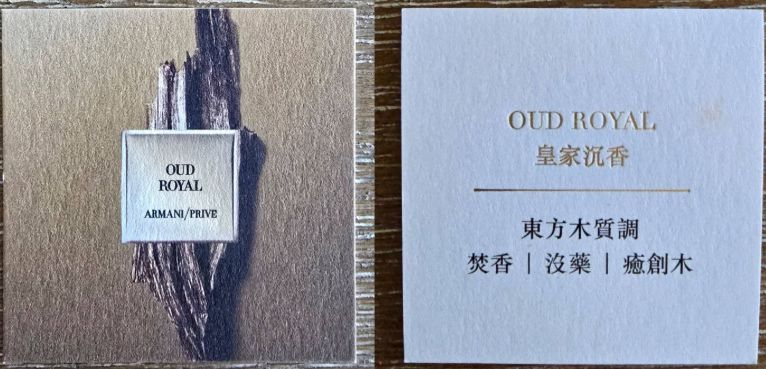 OUD
ROYAL
ARMANI/PRIVE
OUD ROYAL
皇家沉香
東方木質調
焚香 | 沒藥 | 癒創木